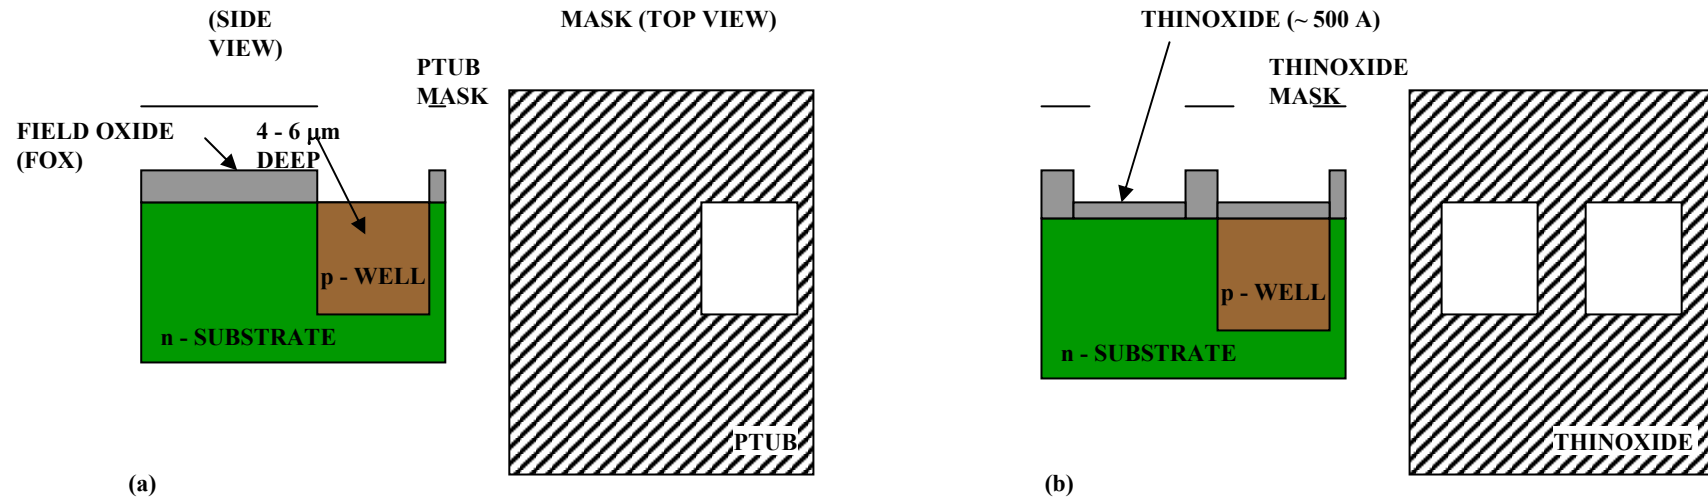 (SIDE
VIEW)
MASK (TOP VIEW)
PTUB
MASK
FIELD OXIDE
(FOX)
4 - 6 μm
DEEP
p - WELL
n - SUBSTRATE
PTUB
(a)
THINOXIDE (~ 500 A)
THINOXIDE
MASK
p - WELL
n - SUBSTRATE
THINOXIDE
(b)